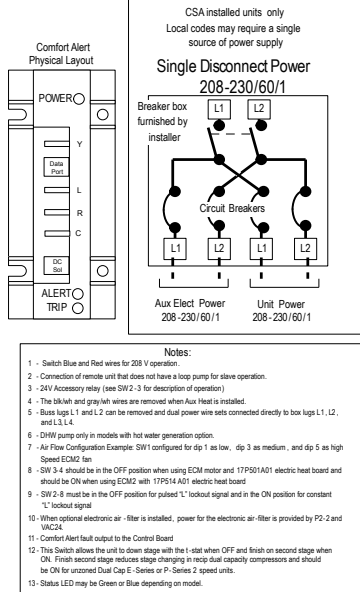 Comfort Alert
Physical Layout
POWER
Y
Data
Port
L
R
C
DC
Sol
ALERT
TRIP
CSA installed units only
Local codes may require a single
source of power supply
Single Disconnect Power
208-230/60/1
Breaker box
furnished by
installer
L1 L2
Circuit Breakers
L1 L2 L1 L2
Aux Elect Power
208-230/60/1
Unit Power
208-230/60/1
Notes:
1 - Switch Blue and Red wires for 208 V operation.
2 - Connection of remote unit that does not have a loop pump for slave operation.
3 - 24V Accessory relay (see SW2-3 for description of operation)
4 - The blk/wh and gray/wh wires are removed when Aux Heat is installed.
5 - Buss lugs L1 and L2 can be removed and dual power wire sets connected directly to box lugs L1, L2,
and L3, L4.
6 - DHW pump only in models with hot water generation option.
7 - Air Flow Configuration Example: SW1 configured for dip 1 as low, dip 3 as medium, and dip 5 as high
Speed ECM2 fan
8 - SW 3-4 should be in the OFF position when using ECM motor and 17P501A01 electric heat board and
should be ON when using ECM2 with 17P514 A01 electric heat board
9 - SW 2-8 must be in the OFF position for pulsed "L" lockout signal and in the ON position for constant
"L" lockout signal
10 - When optional electronic air-filter is installed, power for the electronic air-filter is provided by P2-2 and
VAC24.
11 - Comfort Alert fault output to the Control Board
12 - This Switch allows the unit to down stage with the t-stat when OFF and finish on second stage when
ON. Finish second stage reduces stage changing in recip dual capacity compressors and should
be ON for unzoned Dual Cap E-Series or P-Series 2 speed units.
13 - Status LED may be Green or Blue depending on model.